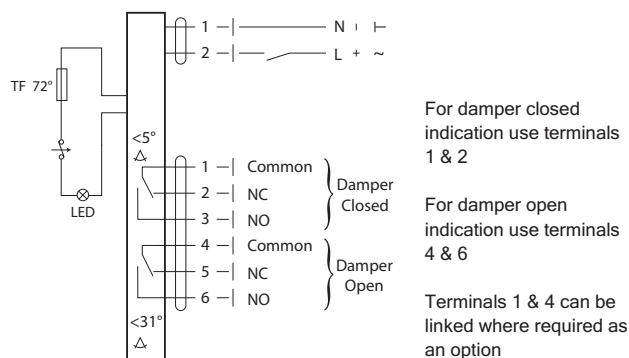 1 N ı ⊢
2 L + ~
TF 72°
LED
<5°
1 Common
2 NC
3 NO
Damper
Closed
4 Common
5 NC
6 NO
Damper
Open
<31°
For damper closed
indication use terminals
1 & 2
For damper open
indication use terminals
4 & 6
Terminals 1 & 4 can be
linked where required as
an option